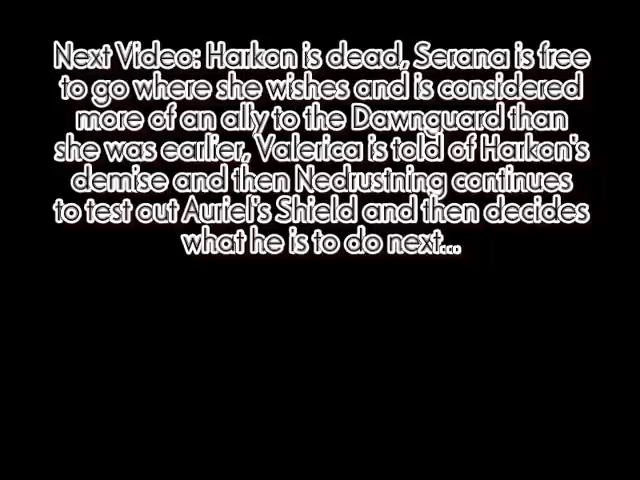 Next Video: Harkon is dead, Serana is free
to go where she wishes and is considered
more of an ally to the Dawnguard than
she was earlier, Valerica is told of Harkon's
demise and then Nedrustning continues
to test out Auriel's Shield and then decides
what he is to do next...